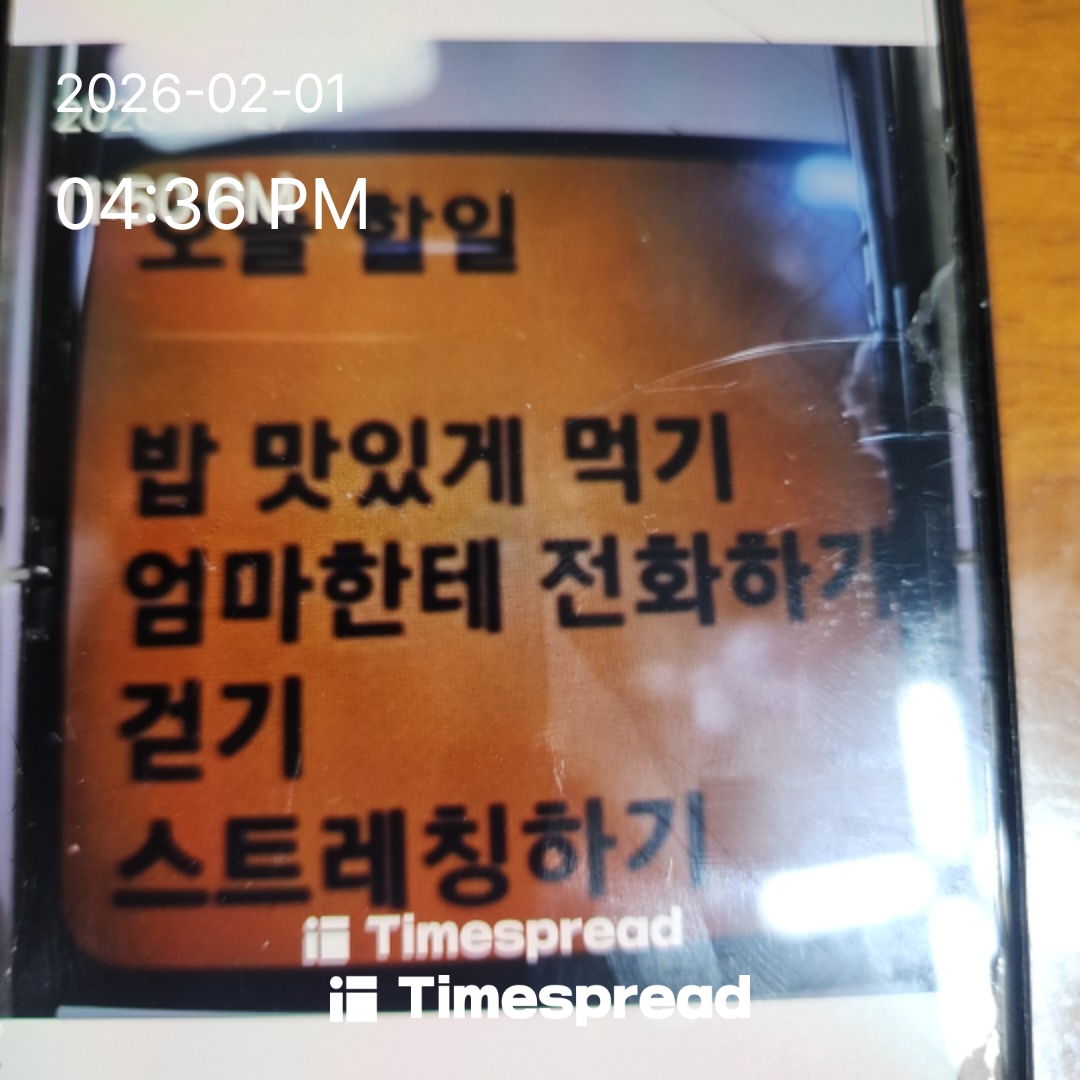 2026-02-01
04:36 PM
오늘 할일
밥 맛있게 먹기
엄마한테 전화하기
걷기
스트레칭하기
Timespread
Timespread